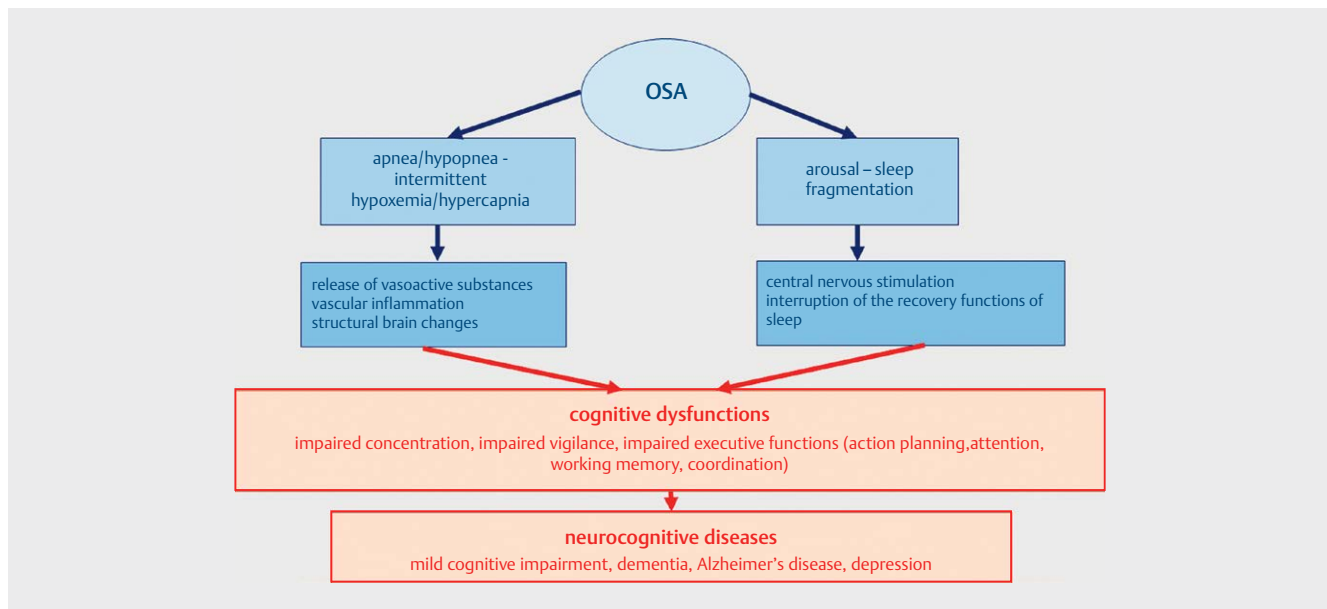 OSA
apnea/hypopnea -
intermittent
hypoxemia/hypercapnia
arousal – sleep
fragmentation
release of vasoactive substances
vascular inflammation
structural brain changes
central nervous stimulation
interruption of the recovery functions of
sleep
cognitive dysfunctions
impaired concentration, impaired vigilance, impaired executive functions (action planning,attention,
working memory, coordination)
neurocognitive diseases
mild cognitive impairment, dementia, Alzheimer’s disease, depression